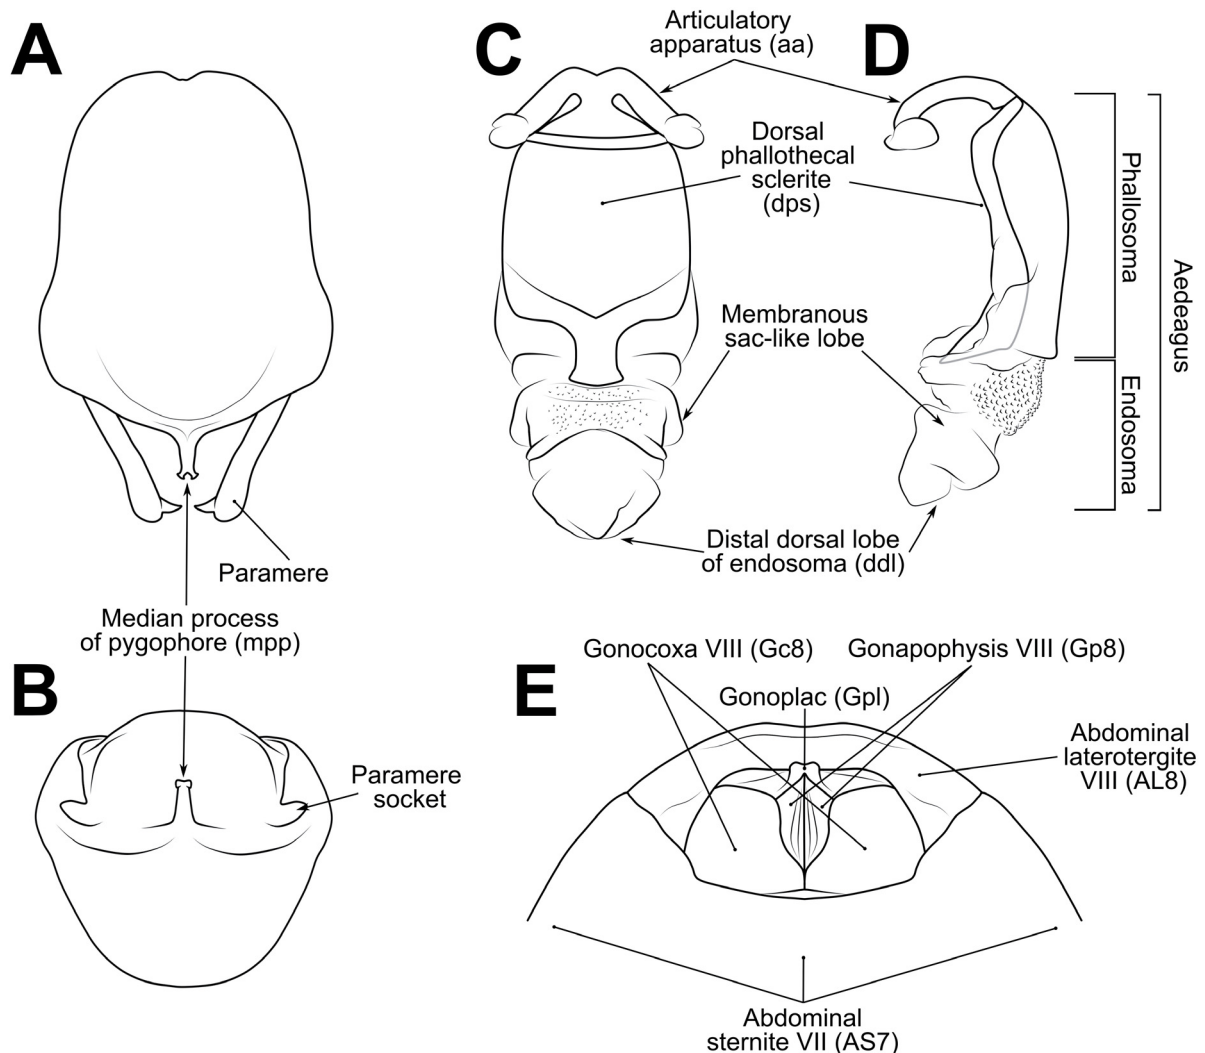 A
C
Articulatory
apparatus (aa)
D
Dorsal
phallothecal
sclerite
(dps)
Phallosoma
Aedeagus
Membranous
sac-like lobe
Endosoma
Distal dorsal lobe
of endosoma (ddl)
Paramere
Median process
of pygophore (mpp)
B
Paramere
socket
E
Gonocoxa VIII (Gc8)
Gonapophysis VIII (Gp8)
Gonoplac (Gpl)
Abdominal
laterotergite
VIII (AL8)
Abdominal
sternite VII (AS7)